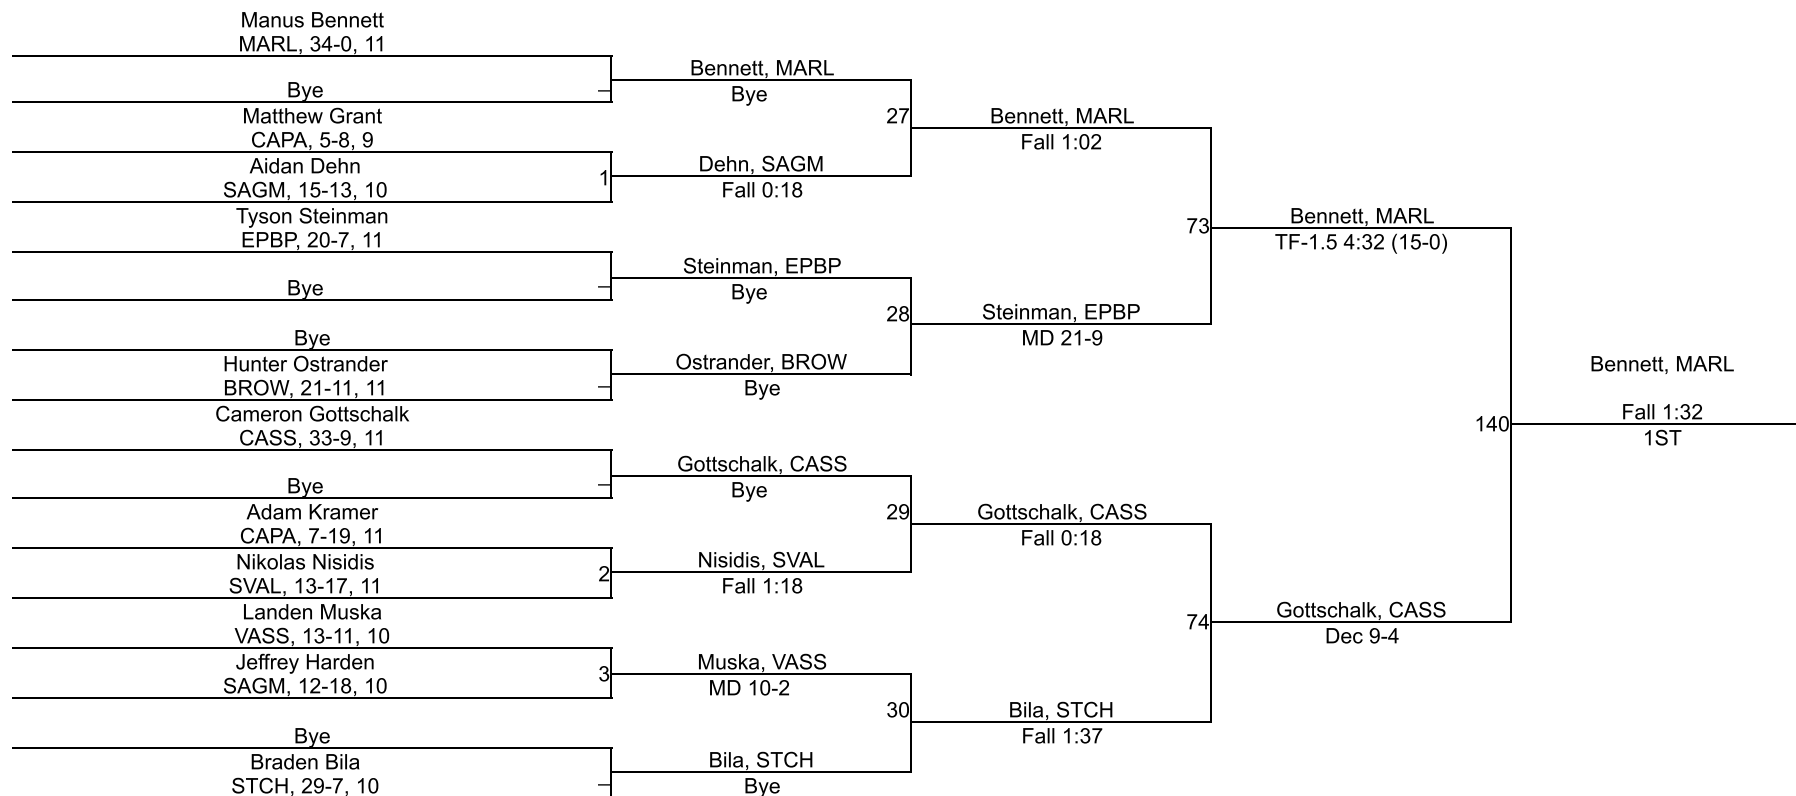 Manus Bennett
MARL, 34-0, 11
Bye
Matthew Grant
CAPA, 5-8, 9
Aidan Dehn
SAGM, 15-13, 10
1
Tyson Steinman
EPBP, 20-7, 11
Bye
Bye
Hunter Ostrander
BROW, 21-11, 11
Cameron Gottschalk
CASS, 33-9, 11
Bye
Adam Kramer
CAPA, 7-19, 11
Nikolas Nisidis
SVAL, 13-17, 11
2
Landen Muska
VASS, 13-11, 10
Jeffrey Harden
SAGM, 12-18, 10
3
Bye
Braden Bila
STCH, 29-7, 10
Bennett, MARL
Bye
27
Dehn, SAGM
Fall 0:18
Steinman, EPBP
Bye
28
Ostrander, BROW
Bye
Gottschalk, CASS
Bye
29
Nisidis, SVAL
Fall 1:18
Muska, VASS
MD 10-2
30
Bila, STCH
Bye
Bennett, MARL
Fall 1:02
73
Steinman, EPBP
MD 21-9
Gottschalk, CASS
Fall 0:18
74
Bila, STCH
Fall 1:37
Bennett, MARL
TF-1.5 4:32 (15-0)
140
Gottschalk, CASS
Dec 9-4
Bennett, MARL
Fall 1:32
1ST